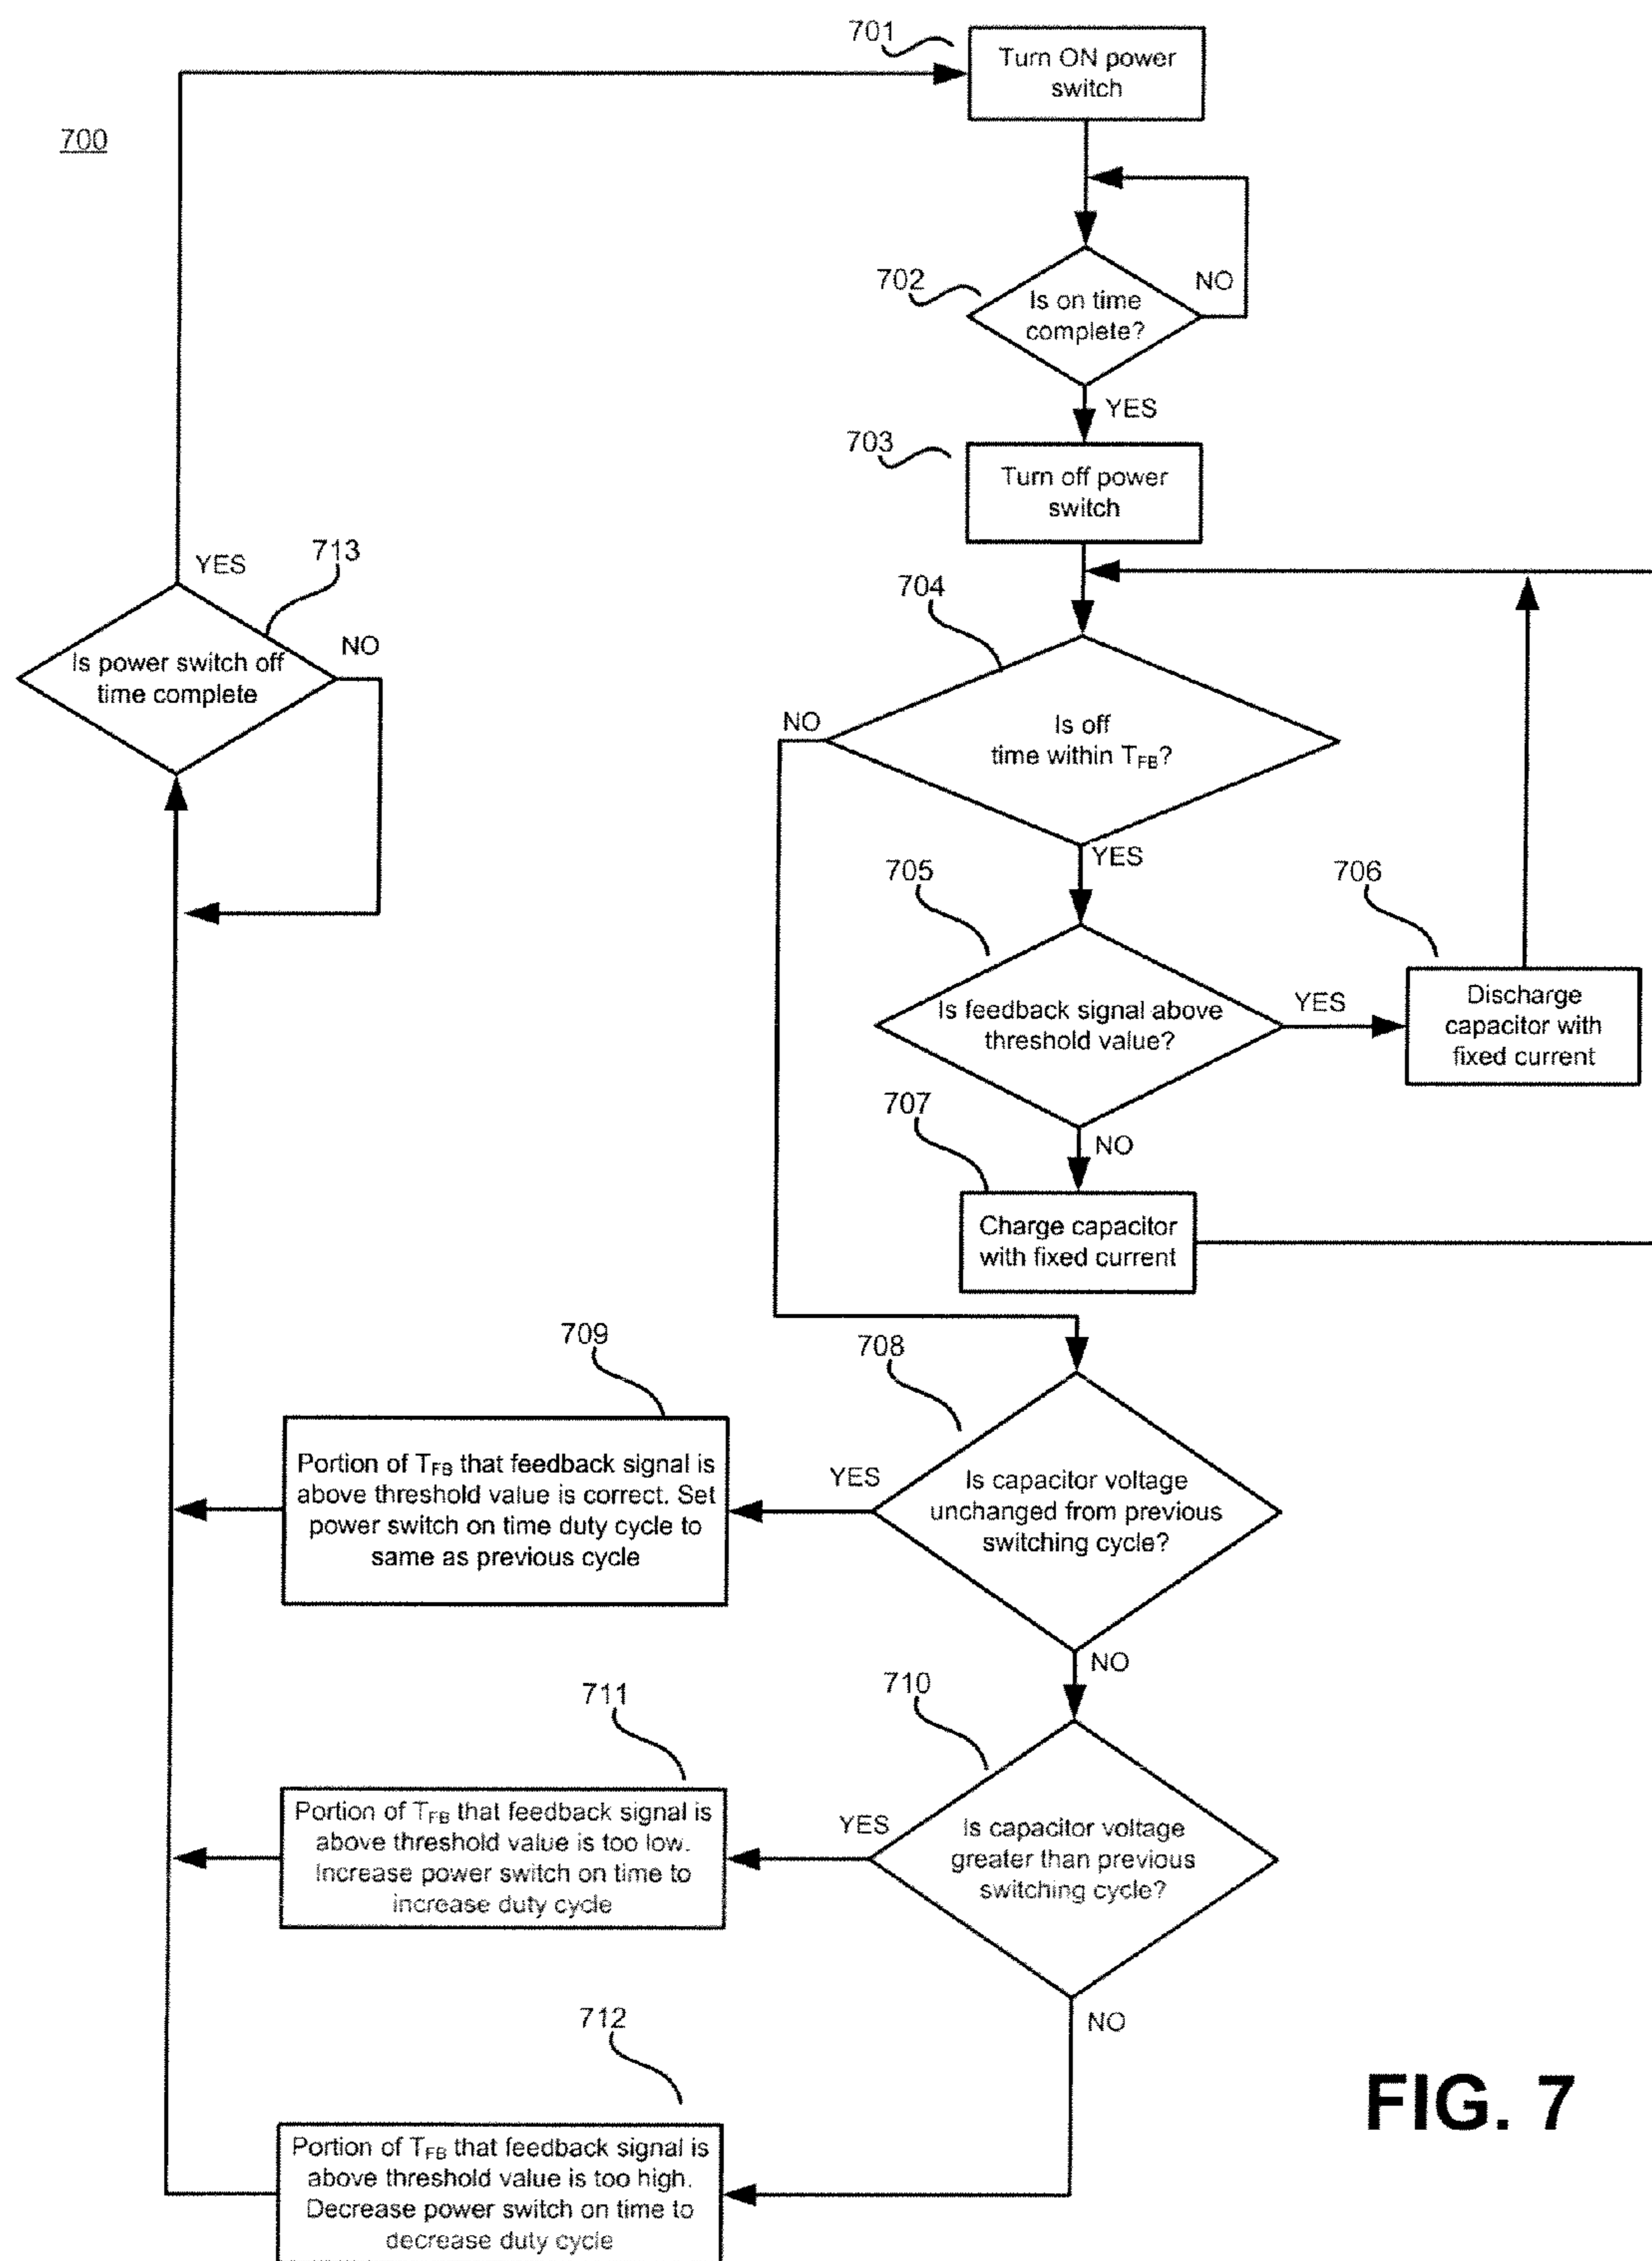 701
Turn ON power
switch
700
702
NO
Is on time
complete?
YES
703
Turn off power
switch
713
YES
NO
Is power switch off
time complete
704
NO
Is off
time within TFB?
YES
705
706
Is feedback signal above
threshold value?
YES
Discharge
capacitor with
fixed current
707
NO
Charge capacitor
with fixed current
709
708
Portion of TFB that feedback signal is
above threshold value is correct. Set
power switch on time duty cycle to
same as previous cycle
YES
Is capacitor voltage
unchanged from previous
switching cycle?
NO
711
710
Portion of TFB that feedback signal is
above threshold value is too low.
Increase power switch on time to
increase duty cycle
YES
Is capacitor voltage
greater than previous
switching cycle?
NO
712
Portion of TFB that feedback signal is
above threshold value is too high.
Decrease power switch on time to
decrease duty cycle
FIG. 7